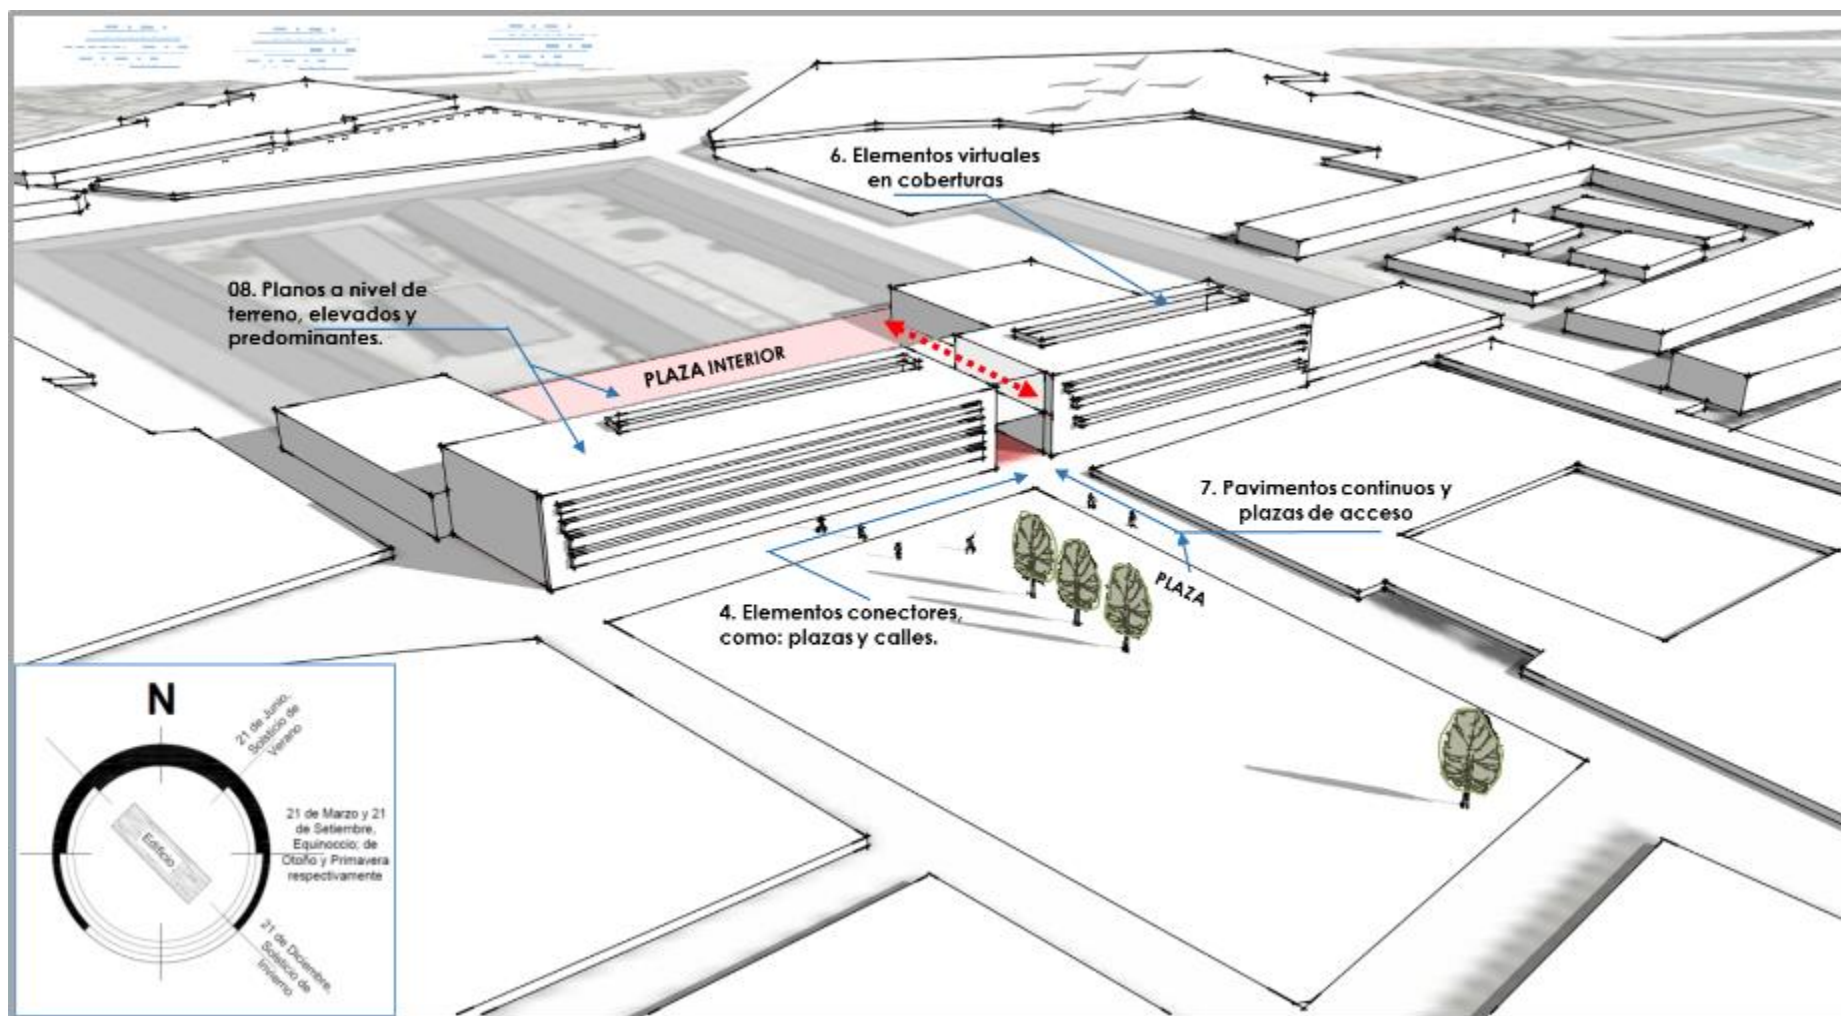 6. Elementos virtuales
en coberturas
08. Planos a nivel de
terreno, elevados y
predominantes.
PLAZA INTERIOR
7. Pavimentos continuos y
plazas de acceso
PLAZA
4. Elementos conectores,
como: plazas y calles.
N
21 de Junio,
Solsticio de
Verano
21 de Marzo y 21
de Setiembre,
Equinoccio; de
Otoño y Primavera
respectivamente
Edificio
21 de Diciembre,
Solsticio de
Invierno